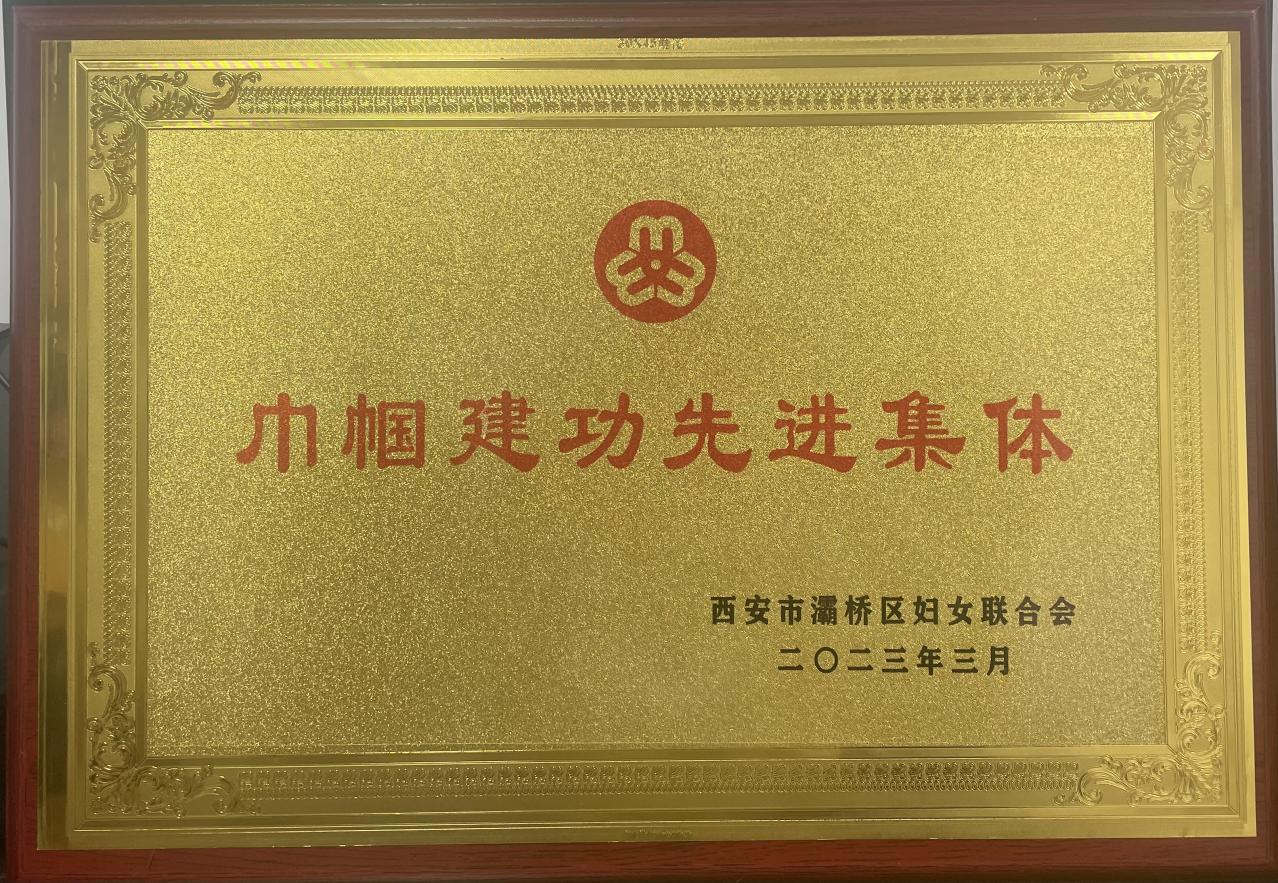 巾帼建功先进集体
西安市灞桥区妇女联合会
二〇二三年三月